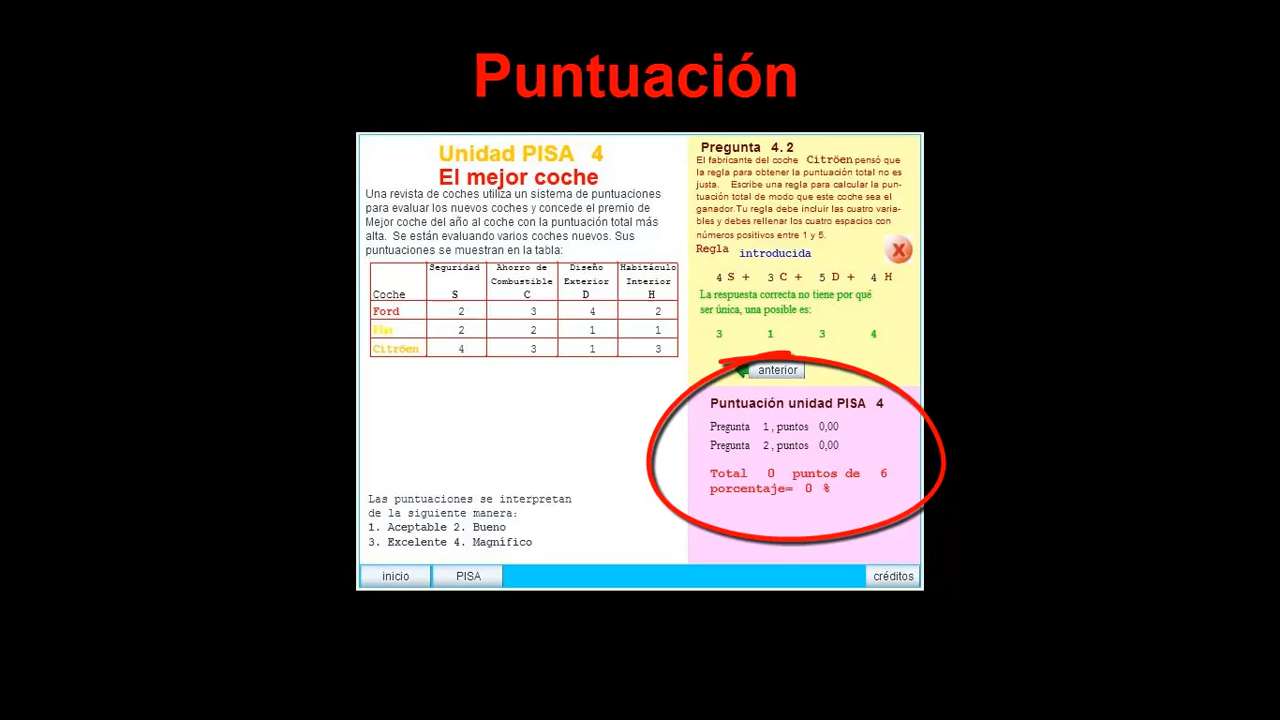 Puntuación
Unidad PISA 4
El mejor coche
Una revista de coches utiliza un sistema de puntuaciones
para evaluar los nuevos coches y concede el premio de
Mejor coche del año al coche con la puntuación total más
alta. Se están evaluando varios coches nuevos. Sus
puntuaciones se muestran en la tabla:
Seguridad Ahorro de Diseño Habitáculo
Combustible Exterior Interior
Coche S C D H
Ford 2 3 4 2
Fiar 2 2 1 1
Citröen 4 3 1 3
Las puntuaciones se interpretan
de la siguiente manera:
1. Aceptable 2. Bueno
3. Excelente 4. Magnífico
Pregunta 4.2
El fabricante del coche Citröen pensó que
la regla para obtener la puntuación total no es
justa. Escribe una regla para calcular la pun-
tuación total de modo que este coche sea el
ganador.Tu regla debe incluir las cuatro varia-
bles y debes rellenar los cuatro espacios con
números positivos entre 1 y 5.
Regla introducida
X
4 S + 3 C + 5 D + 4 H
La respuesta correcta no tiene por qué
ser única, una posible es:
3 1 3 4
anterior
Puntuación unidad PISA 4
Pregunta 1 , puntos 0,00
Pregunta 2 , puntos 0,00
Total 0 puntos de 6
porcentaje= 0 %
inicio PISA créditos